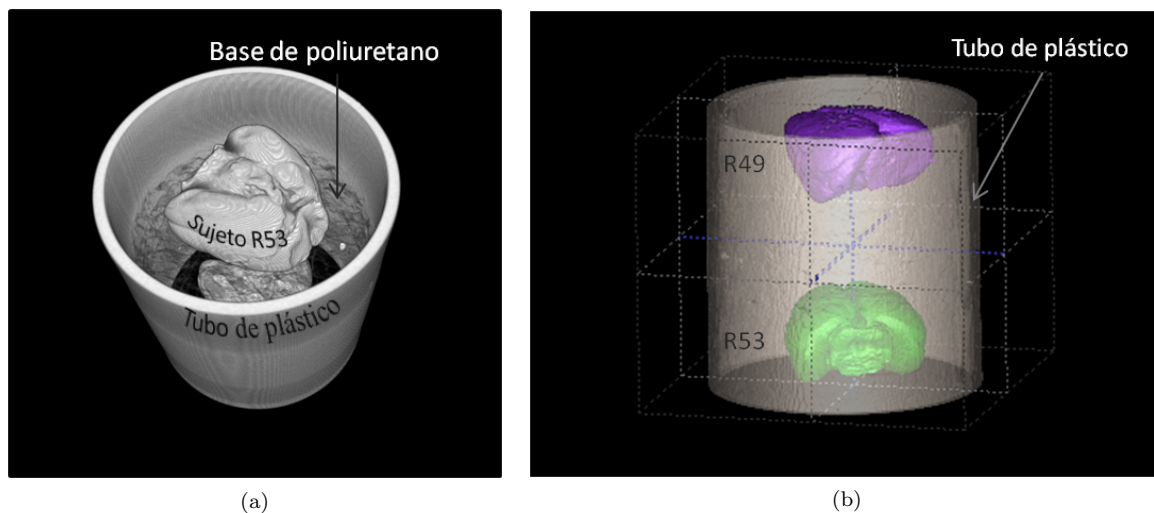 Base de poliuretano
Sujeto R53
Tubo de plástico
(a)
Tubo de plástico
R49
R53
(b)